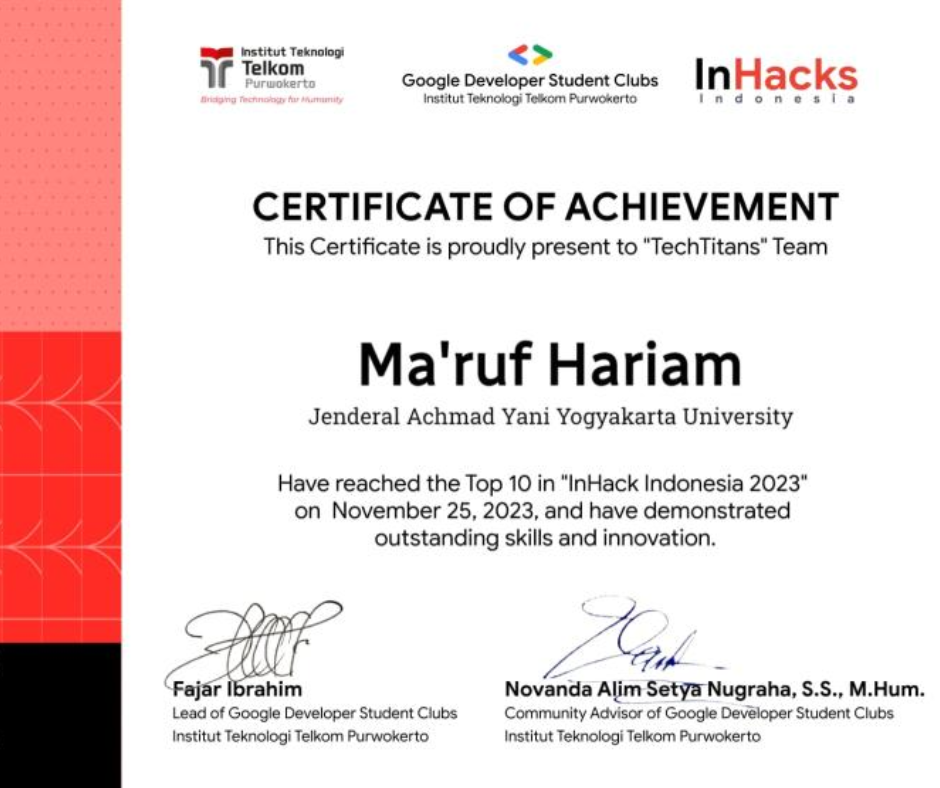 Institut Teknologi
Telkom
Purwokerto
Bridging Technology for Humanity
Google Developer Student Clubs
Institut Teknologi Telkom Purwokerto
InHacks
Indonesia
CERTIFICATE OF ACHIEVEMENT
This Certificate is proudly present to "TechTitans" Team
Ma'ruf Hariam
Jenderal Achmad Yani Yogyakarta University
Have reached the Top 10 in "InHack Indonesia 2023"
on November 25, 2023, and have demonstrated
outstanding skills and innovation.
Fajar Ibrahim
Lead of Google Developer Student Clubs
Institut Teknologi Telkom Purwokerto
Novanda Alim Setya Nugraha, S.S., M.Hum.
Community Advisor of Google Developer Student Clubs
Institut Teknologi Telkom Purwokerto